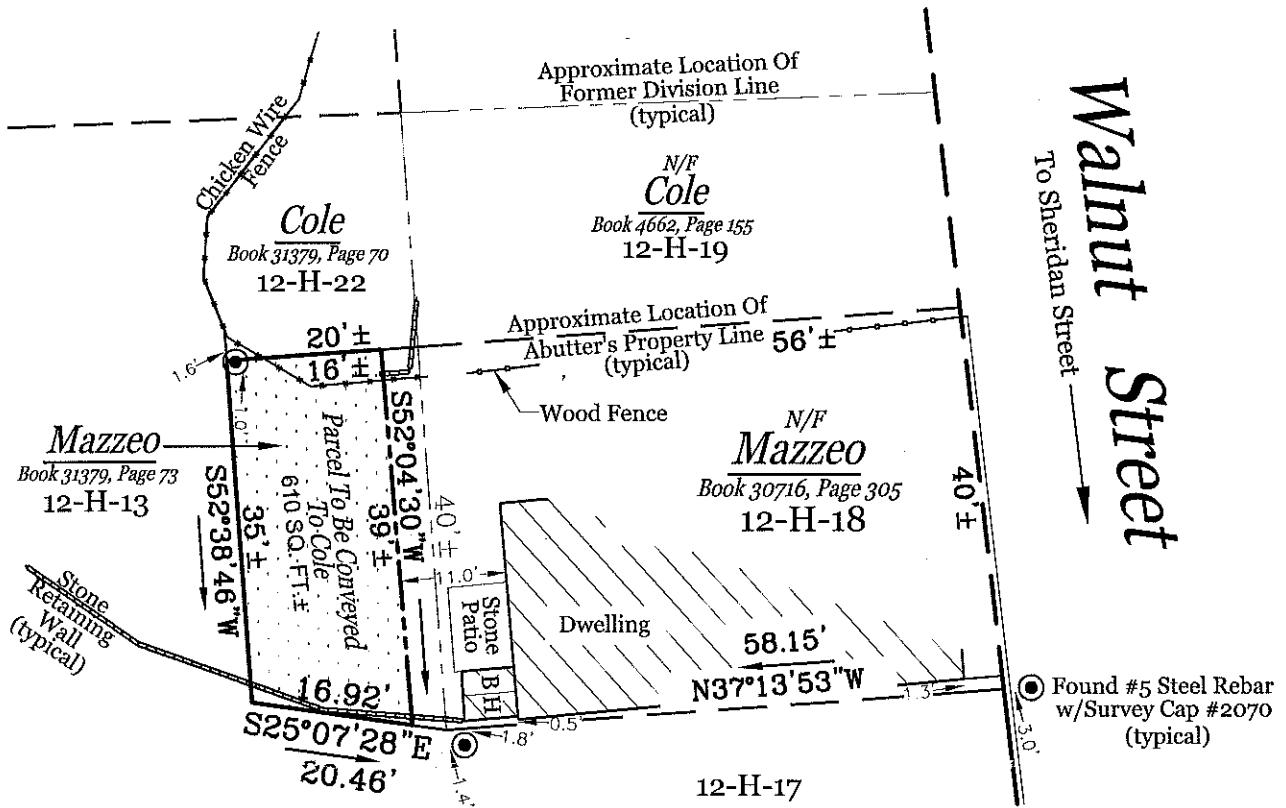 Approximate Location Of
Former Division Line
(typical)
Chicken Wire
Fence
Cole
Book 31379, Page 70
12-H-22
N/F
Cole
Book 4662, Page 155
12-H-19
Walnut Street
To Sheridan Street
Approximate Location Of
Abutter's Property Line
(typical)
56'±
20'±
16'±
1.6'
1.0'
Wood Fence
Mazzeo
Book 31379, Page 73
12-H-13
S52°38'46"W
35'±
Parcel To Be Conveyed
To Cole
610 SQ. FT.±
39'±
S52°04'30"W
40'±
11.0'
N/F
Mazzeo
Book 30716, Page 305
12-H-18
40'±
Stone
Retaining
Wall
(typical)
Stone
Patio
B H
Dwelling
58.15'
N37°13'53"W
1.3'
0.5'
1.8'
1.4'
3.0'
16.92'
S25°07'28"E
20.46'
Found #5 Steel Rebar
w/Survey Cap #2070
(typical)
12-H-17